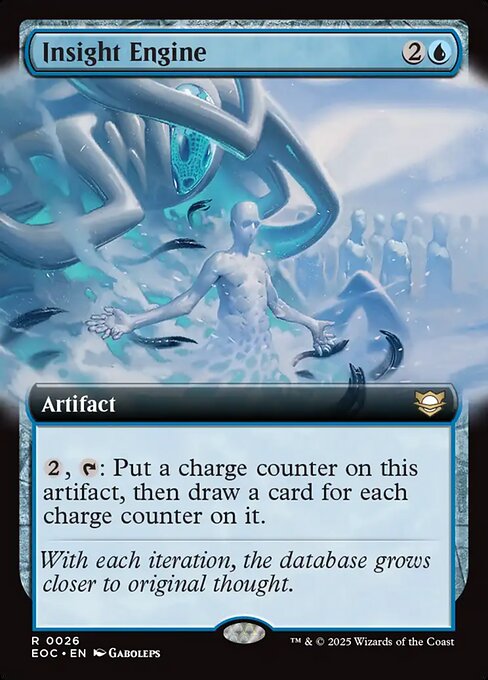 Insight Engine 2
Artifact
2, : Put a charge counter on this
artifact, then draw a card for each
charge counter on it.
With each iteration, the database grows
closer to original thought.
R 0026
EOC • EN Gaboleps
™ & © 2025 Wizards of the Coast